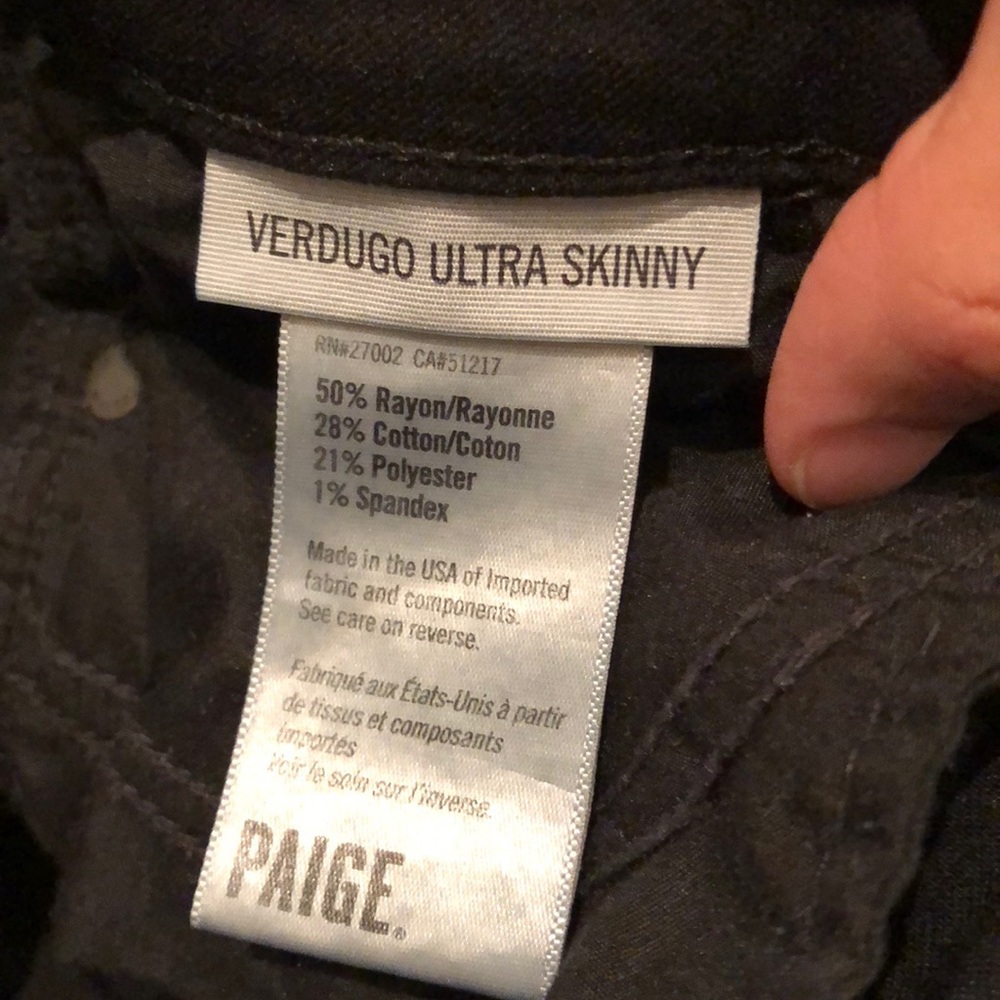 VERDUGO ULTRA SKINNY
RN#27002 CA#51217
50% Rayon/Rayonne
28% Cotton/Coton
21% Polyester
1% Spandex
Made in the USA of Imported
fabric and components.
See care on reverse.
Fabriqué aux États-Unis à partir
de tissus et composants
importés
Voir le soin sur l'inverse.
PAIGE®